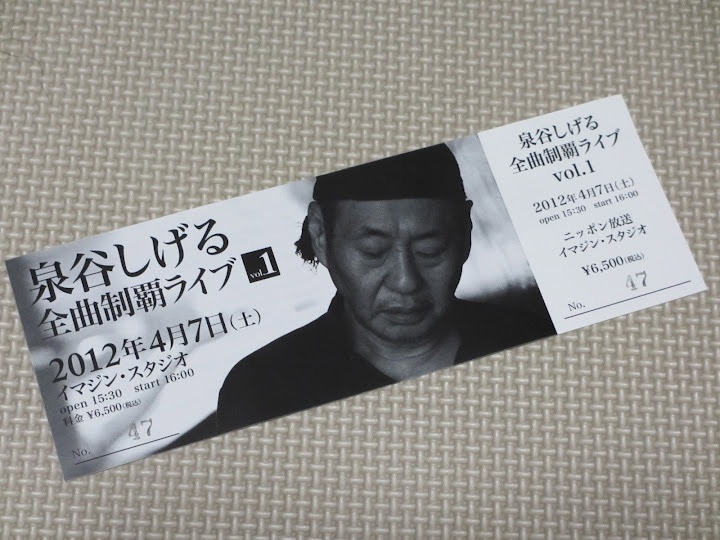 泉谷しげる
全曲制覇ライブ vol.1
2012年4月7日(土)
イマジン・スタジオ
open 15:30 start 16:00
料金 ¥6,500(税込)
No. 47
泉谷しげる
全曲制覇ライブ
vol.1
2012年4月7日(土)
open 15:30 start 16:00
ニッポン放送
イマジン・スタジオ
¥6,500(税込)
No. 47